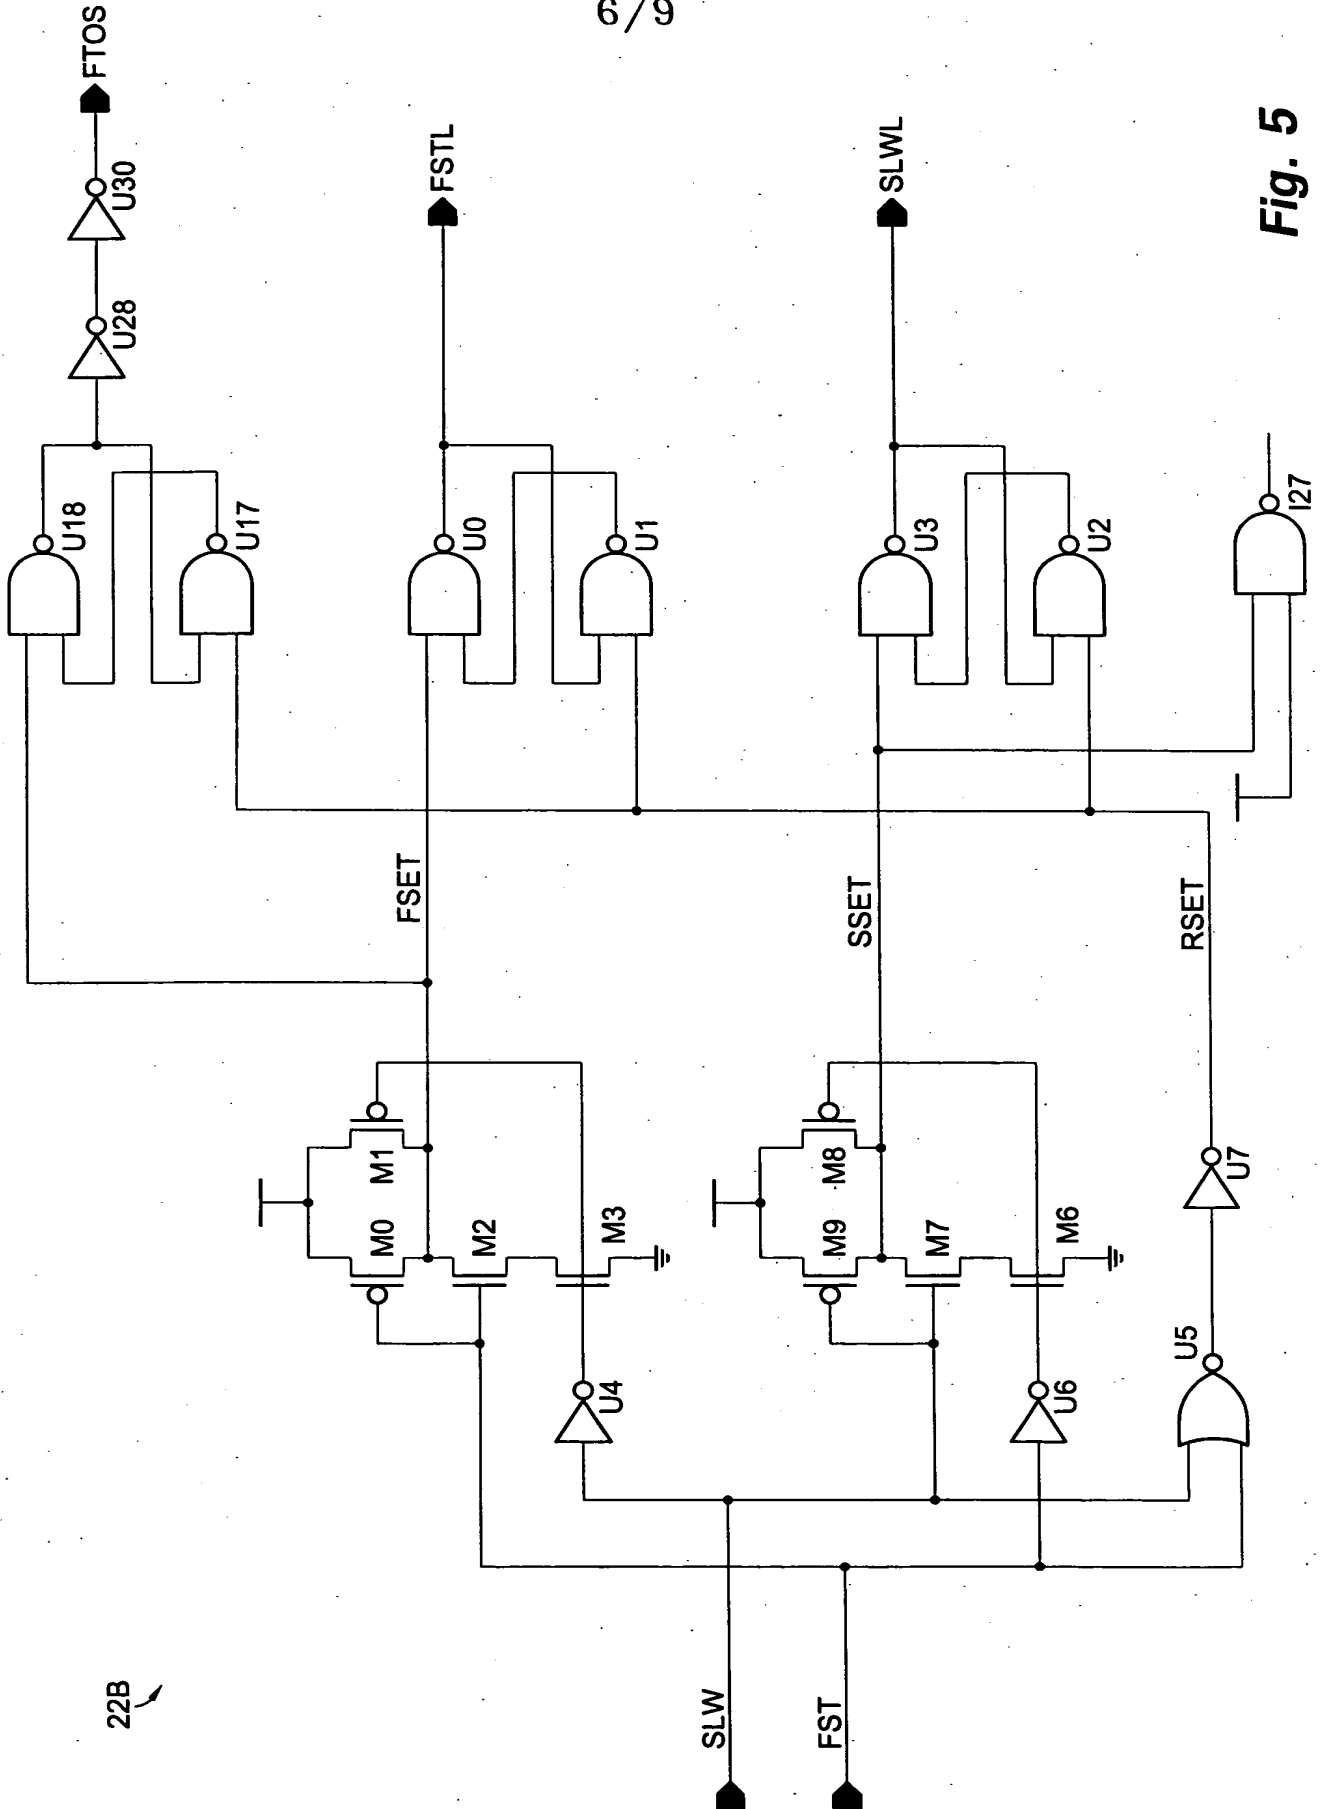 6/9
22B
SLW
FST
U4
U6
U5
U7
M0
M1
M2
M3
M9
M8
M7
M6
FSET
SSET
RSET
U18
U17
U0
U1
U3
U2
I27
U28
U30
FTOS
FSTL
SLWL
Fig. 5